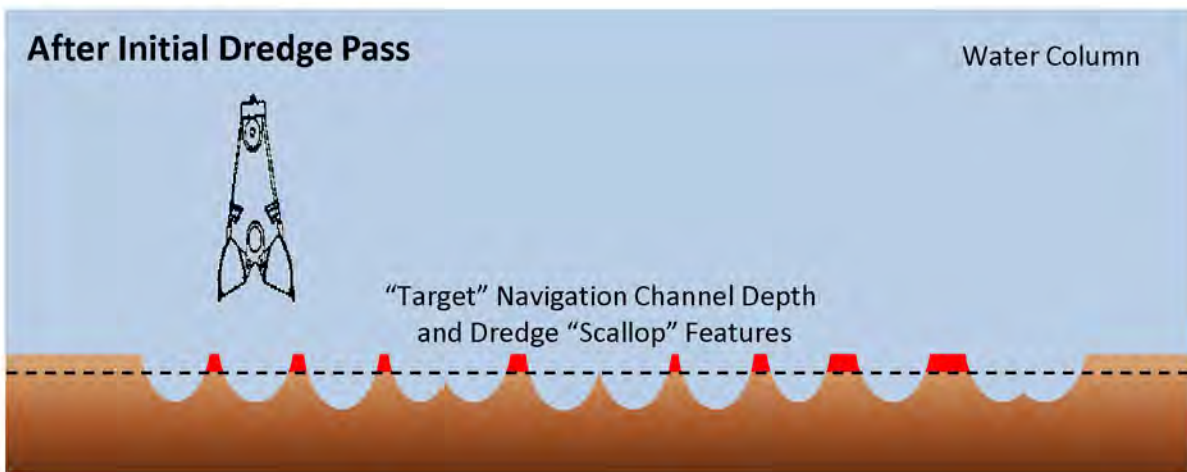 After Initial Dredge Pass
Water Column
“Target” Navigation Channel Depth
and Dredge “Scallop” Features